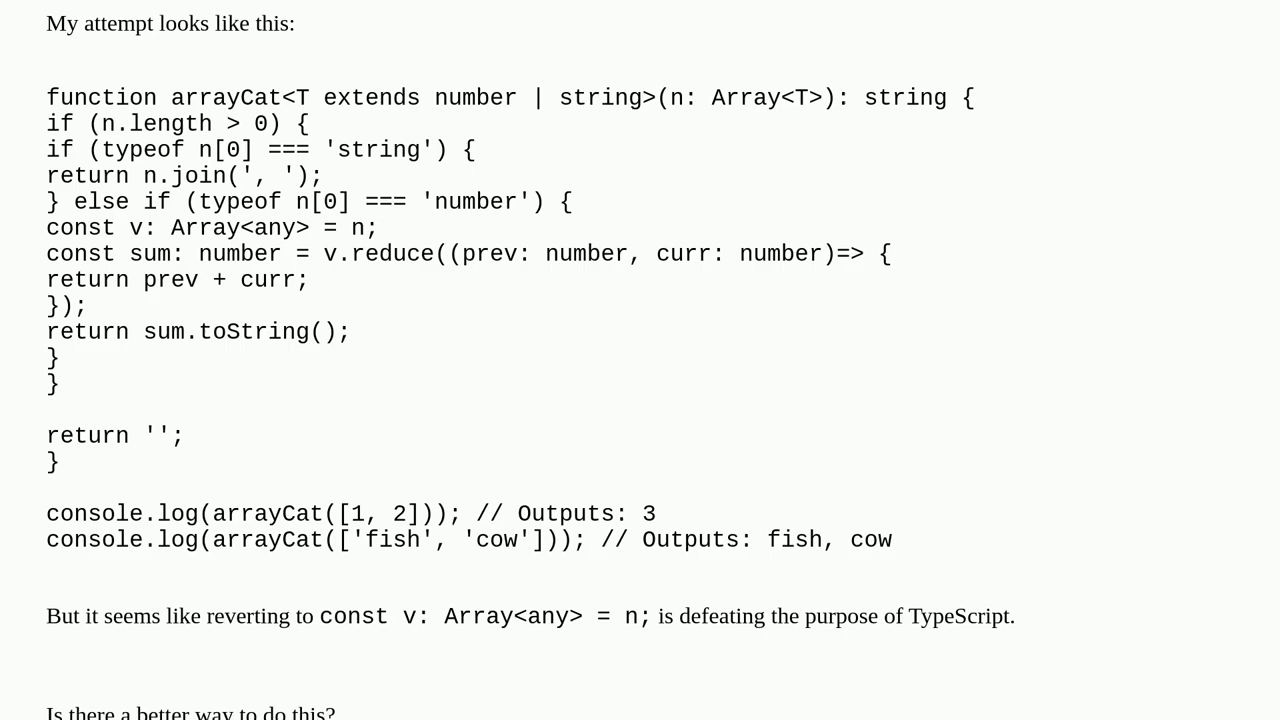 My attempt looks like this:
function arrayCat<T extends number | string>(n: Array<T>): string {
if (n.length > 0) {
if (typeof n[0] === 'string') {
return n.join(', ');
} else if (typeof n[0] === 'number') {
const v: Array<any> = n;
const sum: number = v.reduce((prev: number, curr: number)=> {
return prev + curr;
});
return sum.toString();
}
}
return '';
}
console.log(arrayCat([1, 2])); // Outputs: 3
console.log(arrayCat(['fish', 'cow'])); // Outputs: fish, cow
But it seems like reverting to const v: Array<any> = n; is defeating the purpose of TypeScript.
Is there a better way to do this?